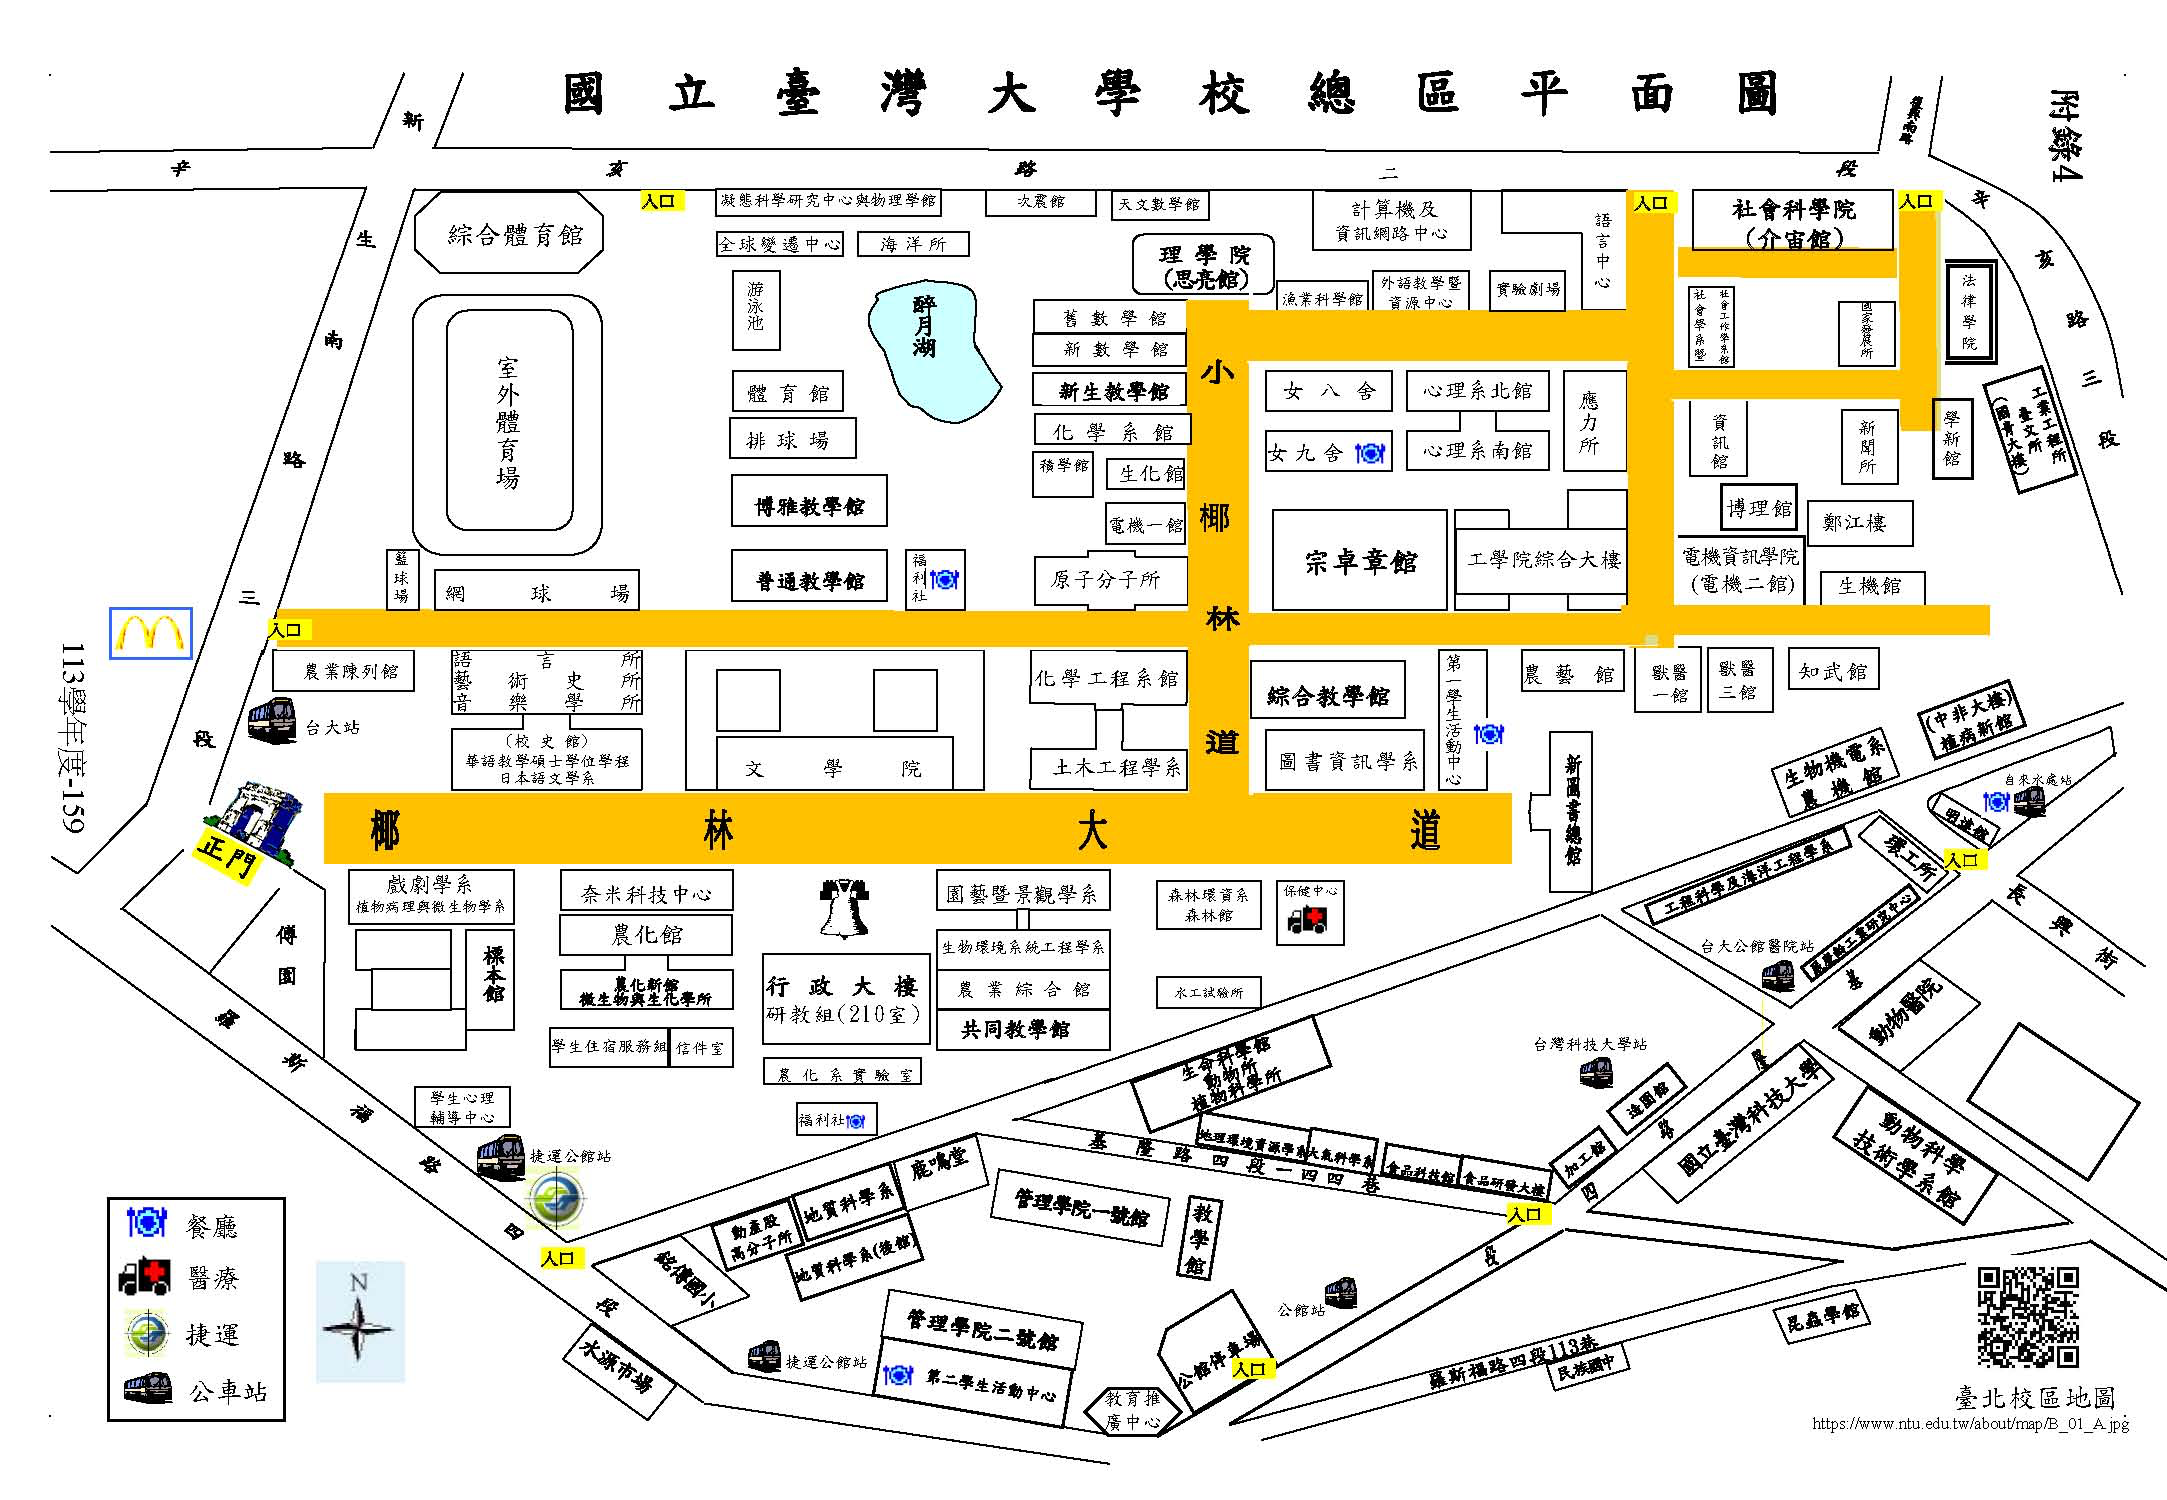 國立臺灣大學校總區平面圖
附錄4
新生南路三段
辛亥路二段
復興南路
辛亥路三段
綜合體育館
入口
凝態科學研究中心與物理學館
次震館
天文數學館
計算機及
資訊網路中心
語言中心
入口
社會科學院
(介宙館)
入口
全球變遷中心
海洋所
理學院
(思亮館)
游泳池
醉月湖
漁業科學館
外語教學暨
資源中心
實驗劇場
社會學系暨
社會工作學系館
國家發展所
法律學院
舊數學館
新數學館
新生教學館
化學系館
積學館
生化館
電機一館
原子分子所
小椰林道
室外體育場
體育館
排球場
博雅教學館
普通教學館
福利社
籃球場
網球場
女八舍
女九舍
心理系北館
心理系南館
應力所
資訊館
新聞所
學新館
工業工程所
臺文所
(國青大樓)
宗卓章館
工學院綜合大樓
博理館
鄭江樓
電機資訊學院
(電機二館)
生機館
入口
113學年度-159
農業陳列館
語言所
藝術史所
音樂學所
化學工程系館
綜合教學館
第一學生活動中心
農藝館
獸醫
一館
獸醫
三館
知武館
台大站
(校史館)
華語教學碩士學位學程
日本語文學系
文學院
土木工程學系
圖書資訊學系
新圖書總館
(中非大樓)
植病新館
生物機電系
農機館
自來水處站
明達館
入口
環工所
正門
椰林大道
工程科學及海洋工程學系
長興街
傅園
戲劇學系
植物病理與微生物學系
標本館
奈米科技中心
農化館
農化新館
微生物與生化學所
學生住宿服務組
信件室
行政大樓
研教組(210室)
農化系實驗室
福利社
園藝暨景觀學系
生物環境系統工程學系
農業綜合館
共同教學館
森林環資系
森林館
保健中心
水工試驗所
台大公館醫院站
動物醫院
台灣科技大學站
國立臺灣科技大學
動物科學
技術學系館
造園館
加工館
基隆路四段
羅斯福路四段
學生心理
輔導中心
捷運公館站
入口
生命科學館
動物所
植物科學所
地理環境資源學系
大氣科學系
食品科技館
食品研發大樓
基隆路四段一四四巷
入口
鹿鳴堂
地質科學系
動產股
高分子所
地質科學系(後館)
銘傳國小
水源市場
管理學院一號館
教學館
管理學院二號館
第二學生活動中心
捷運公館站
公館站
公館停車場
入口
教育推
廣中心
羅斯福路四段113巷
民族國中
昆蟲學館
餐廳
醫療
捷運
公車站
N
臺北校區地圖
https://www.ntu.edu.tw/about/map/B_01_A.jpg